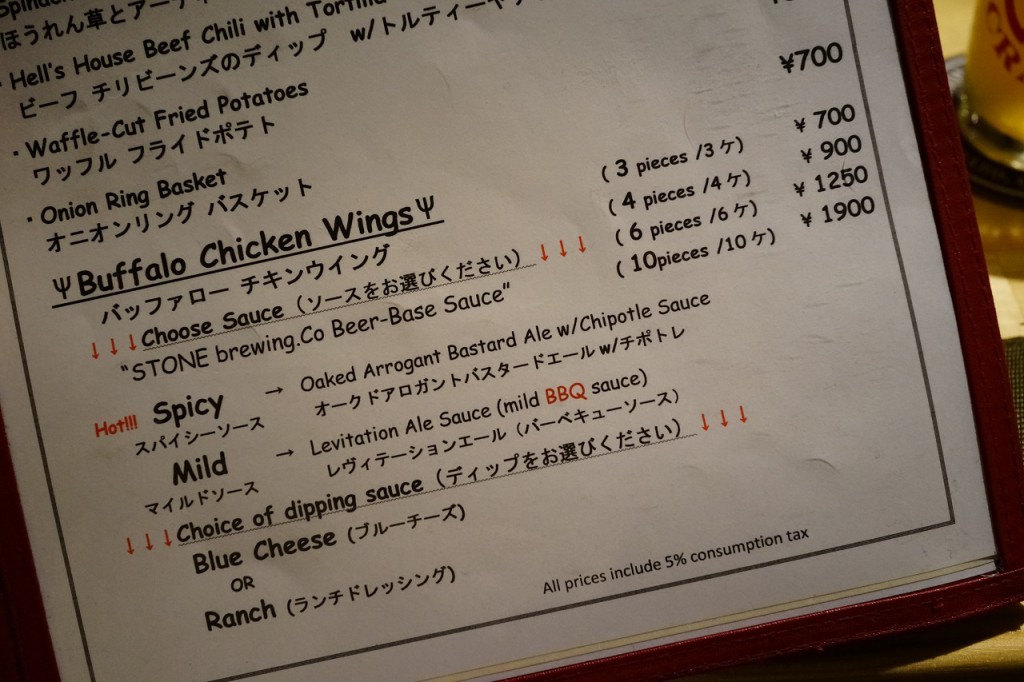 ほうれん草とアーティ
· Hell's House Beef Chili with Tortilla
ビーフ チリビーンズのディップ w/トルティーヤ
· Waffle-Cut Fried Potatoes ¥700
ワッフル フライドポテト
· Onion Ring Basket ¥ 700
オニオンリング バスケット
ΨBuffalo Chicken WingsΨ ( 3 pieces /3 ケ) ¥ 700
バッファロー チキンウイング ( 4 pieces /4 ケ) ¥ 900
↓↓↓Choose Sauce (ソースをお選びください) ↓↓↓ ( 6 pieces /6 ケ) ¥ 1250
(10pieces /10 ケ) ¥ 1900
"STONE brewing.Co Beer-Base Sauce"
Hot!!! Spicy → Oaked Arrogant Bastard Ale w/Chipotle Sauce
スパイシーソース オークドアロガントバスタードエール w/チポトレ
Mild → Levitation Ale Sauce (mild BBQ sauce)
マイルドソース レヴィテーションエール (バーベキューソース)
↓↓↓Choice of dipping sauce (ディップをお選びください) ↓↓↓
Blue Cheese (ブルーチーズ)
OR
Ranch (ランチドレッシング)
All prices include 5% consumption tax